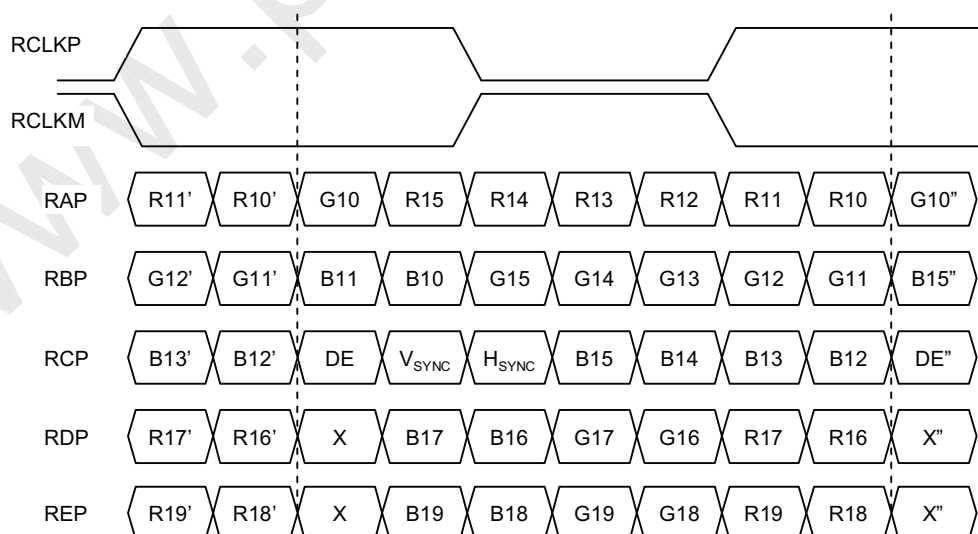 RCLKP
RCLKM
RAP R11' R10' G10 R15 R14 R13 R12 R11 R10 G10"
RBP G12' G11' B11 B10 G15 G14 G13 G12 G11 B15"
RCP B13' B12' DE VSYNC HSYNC B15 B14 B13 B12 DE"
RDP R17' R16' X B17 B16 G17 G16 R17 R16 X"
REP R19' R18' X B19 B18 G19 G18 R19 R18 X"
www.p